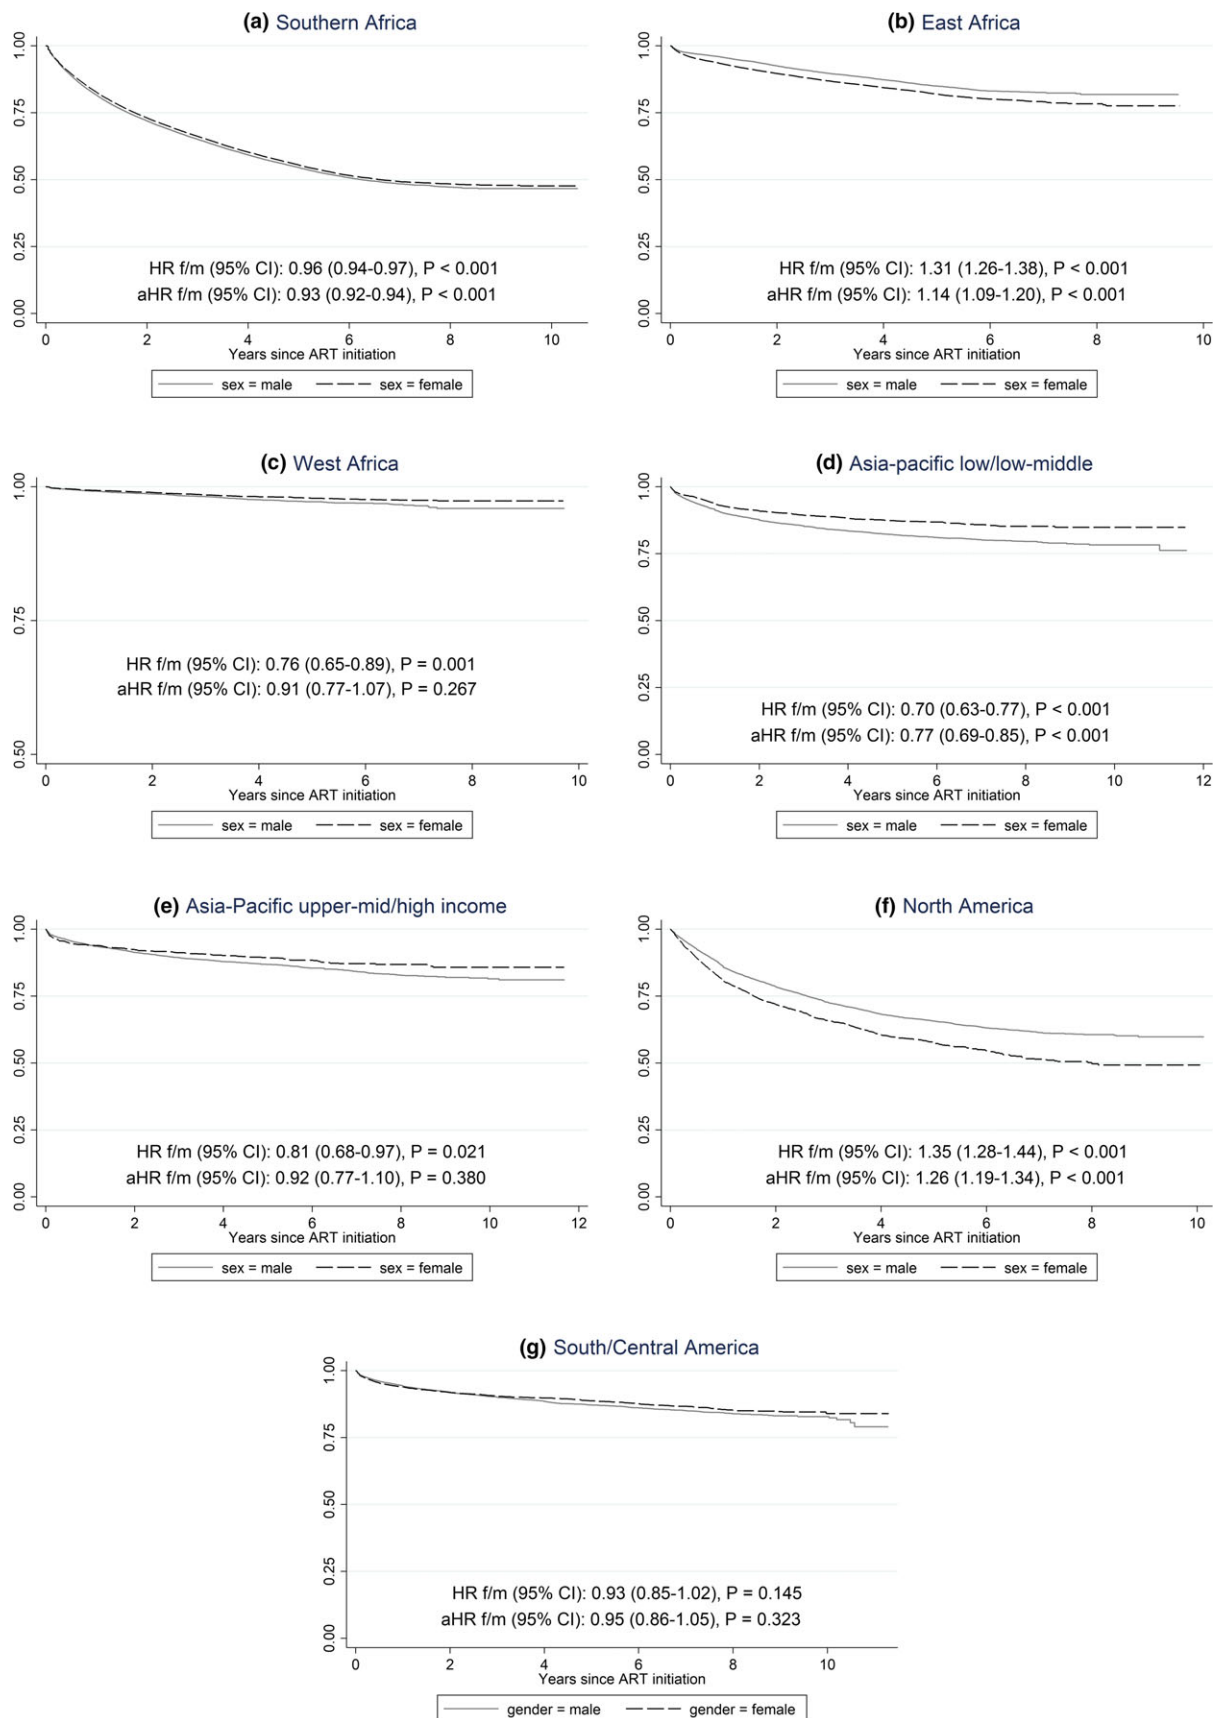 (a) Southern Africa
1.00
0.75
0.50
0.25
0.00
HR f/m (95% CI): 0.96 (0.94-0.97), P < 0.001
aHR f/m (95% CI): 0.93 (0.92-0.94), P < 0.001
0 2 4 6 8 10
Years since ART initiation
sex = male sex = female
(b) East Africa
1.00
0.75
0.50
0.25
0.00
HR f/m (95% CI): 1.31 (1.26-1.38), P < 0.001
aHR f/m (95% CI): 1.14 (1.09-1.20), P < 0.001
0 2 4 6 8 10
Years since ART initiation
sex = male sex = female
(c) West Africa
1.00
0.75
0.50
HR f/m (95% CI): 0.76 (0.65-0.89), P = 0.001
aHR f/m (95% CI): 0.91 (0.77-1.07), P = 0.267
0 2 4 6 8 10
Years since ART initiation
sex = male sex = female
(d) Asia-pacific low/low-middle
1.00
0.75
0.50
0.25
0.00
HR f/m (95% CI): 0.70 (0.63-0.77), P < 0.001
aHR f/m (95% CI): 0.77 (0.69-0.85), P < 0.001
0 2 4 6 8 10 12
Years since ART initiation
sex = male sex = female
(e) Asia-Pacific upper-mid/high income
1.00
0.75
0.50
0.25
0.00
HR f/m (95% CI): 0.81 (0.68-0.97), P = 0.021
aHR f/m (95% CI): 0.92 (0.77-1.10), P = 0.380
0 2 4 6 8 10 12
Years since ART initiation
sex = male sex = female
(f) North America
1.00
0.75
0.50
0.25
0.00
HR f/m (95% CI): 1.35 (1.28-1.44), P < 0.001
aHR f/m (95% CI): 1.26 (1.19-1.34), P < 0.001
0 2 4 6 8 10
Years since ART initiation
sex = male sex = female
(g) South/Central America
1.00
0.75
0.50
0.25
0.00
HR f/m (95% CI): 0.93 (0.85-1.02), P = 0.145
aHR f/m (95% CI): 0.95 (0.86-1.05), P = 0.323
0 2 4 6 8 10
Years since ART initiation
gender = male gender = female